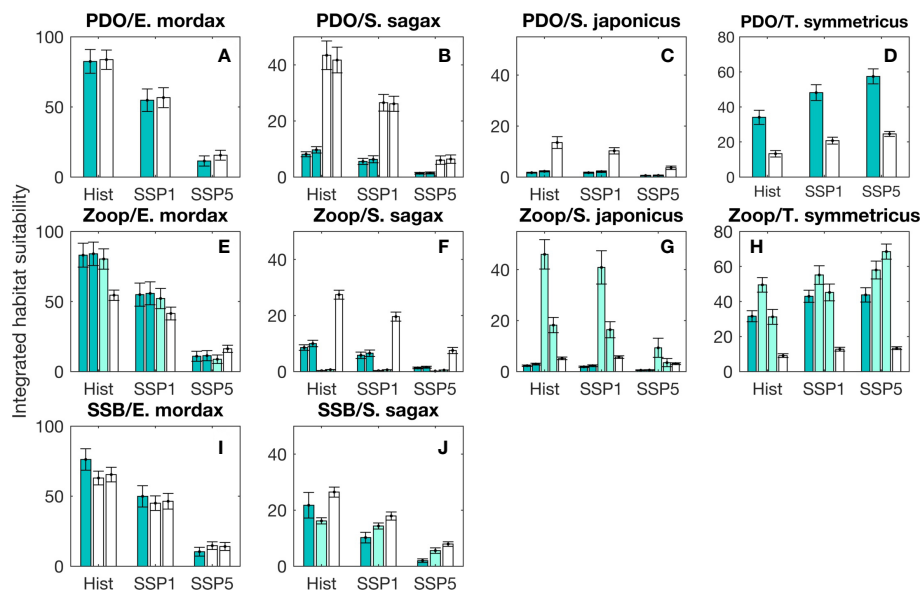 PDO/E. mordax PDO/S. sagax PDO/S. japonicus PDO/T. symmetricus
A B C D
100 50 0
40 20 0
40 20 0
80 60 40 20 0
Hist SSP1 SSP5 Hist SSP1 SSP5 Hist SSP1 SSP5 Hist SSP1 SSP5
Integrated habitat suitability
Zoop/E. mordax Zoop/S. sagax Zoop/S. japonicus Zoop/T. symmetricus
E F G H
100 50 0
50 40 20 0
40 20 0
80 60 40 20 0
Hist SSP1 SSP5 Hist SSP1 SSP5 Hist SSP1 SSP5 Hist SSP1 SSP5
SSB/E. mordax SSB/S. sagax
I J
100 50 0
40 20 0
Hist SSP1 SSP5 Hist SSP1 SSP5